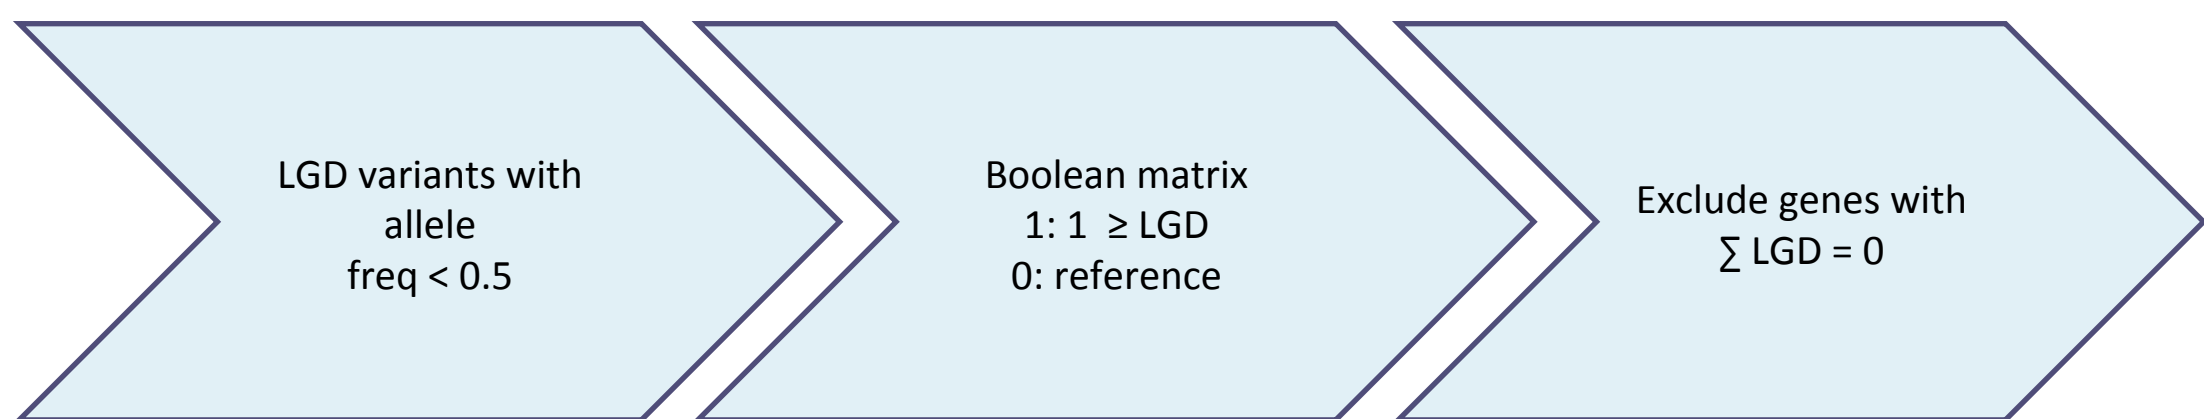 LGD variants with
allele
freq < 0.5
Boolean matrix
1: 1 ≥ LGD
0: reference
Exclude genes with
∑ LGD = 0